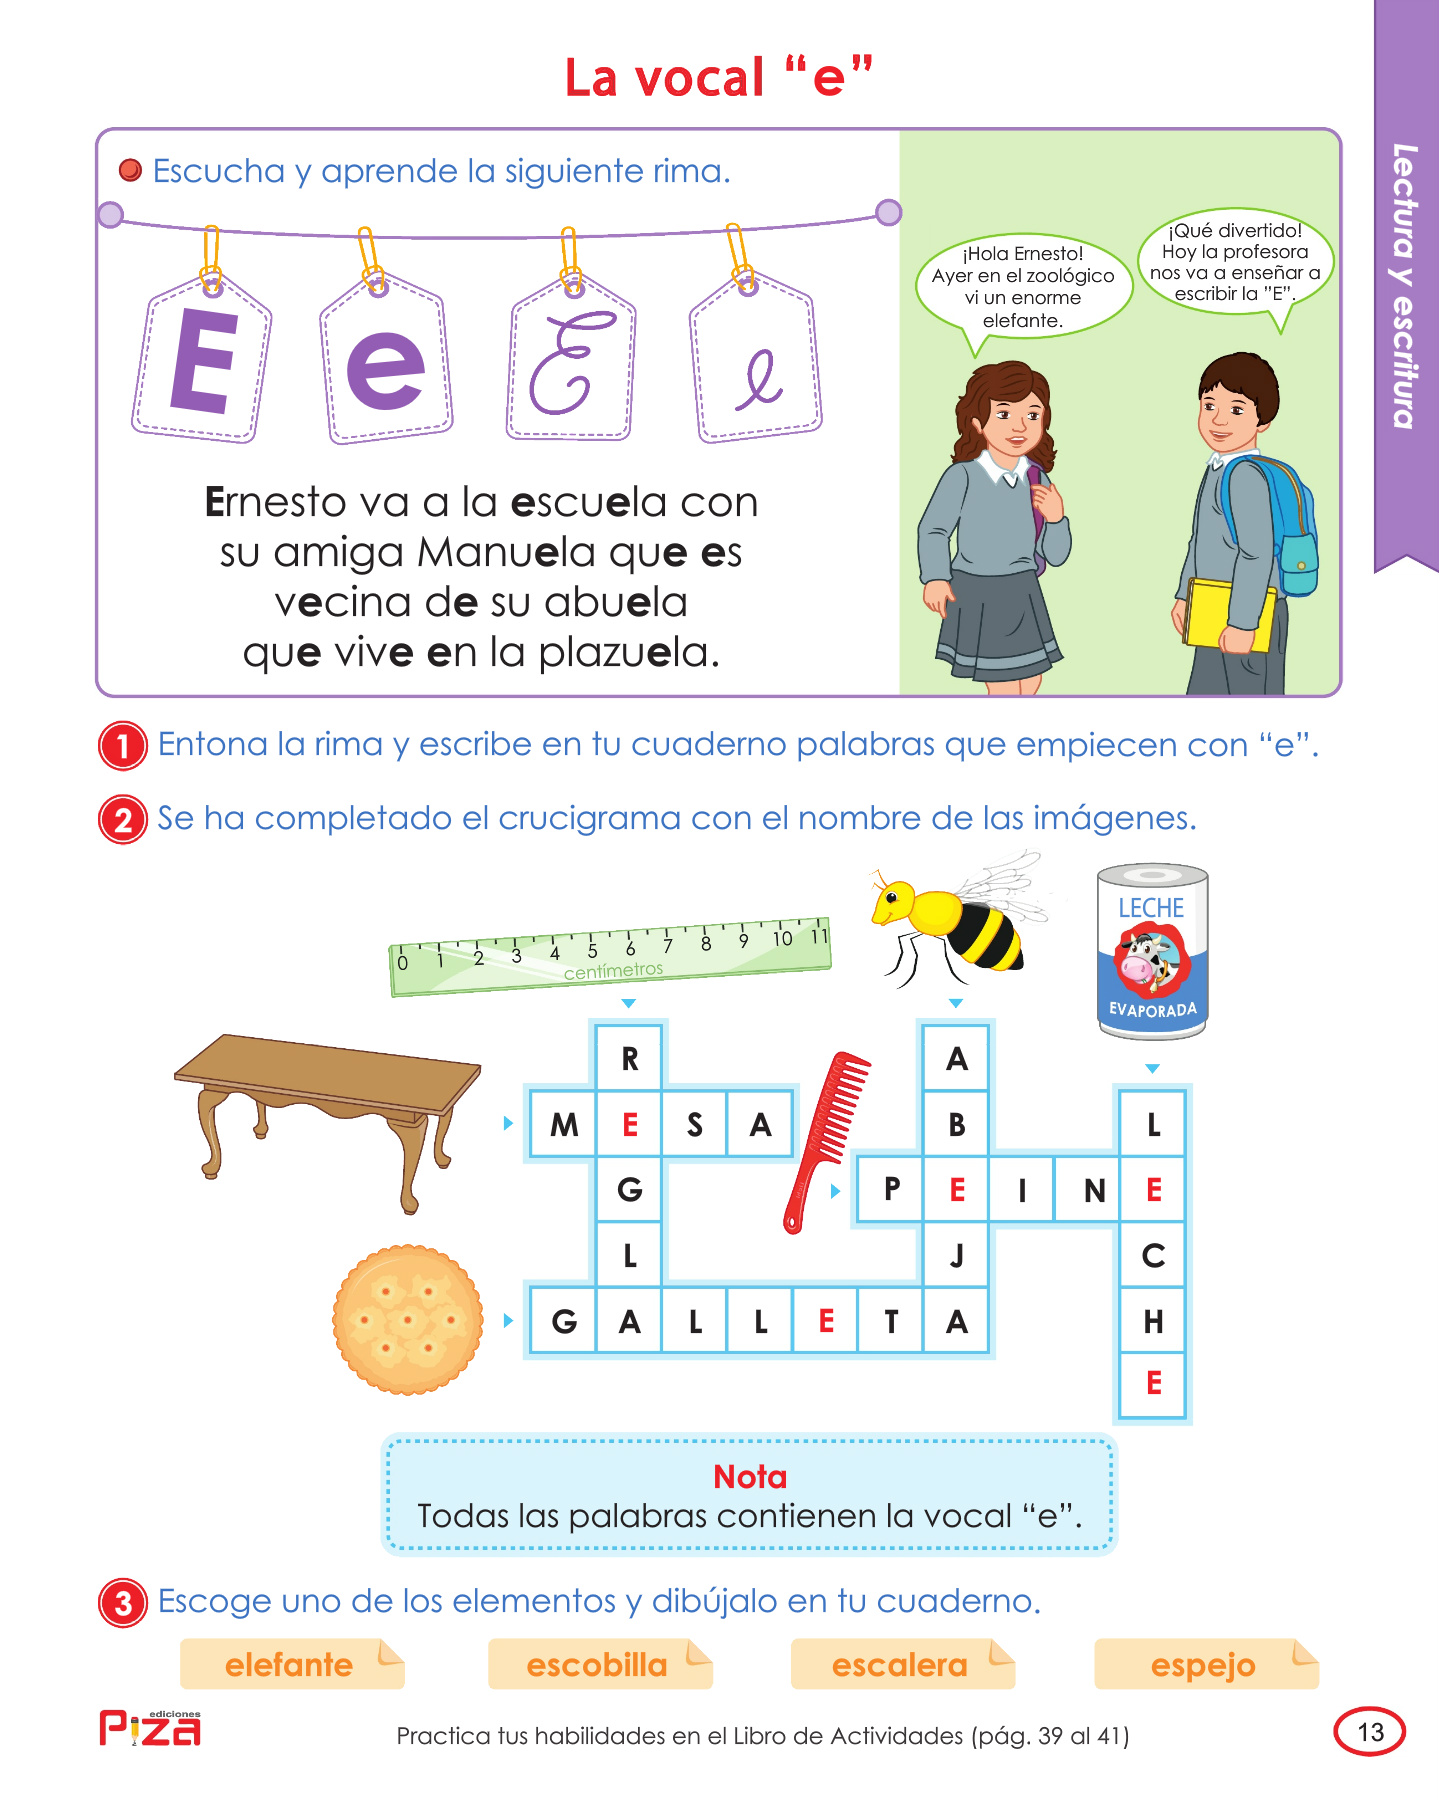 La vocal “e”
Lectura y escritura
Escucha y aprende la siguiente rima.
E e E e
Ernesto va a la escuela con
su amiga Manuela que es
vecina de su abuela
que vive en la plazuela.
¡Hola Ernesto!
Ayer en el zoológico
vi un enorme
elefante.
¡Qué divertido!
Hoy la profesora
nos va a enseñar a
escribir la ”E”.
1 Entona la rima y escribe en tu cuaderno palabras que empiecen con “e”.
2 Se ha completado el crucigrama con el nombre de las imágenes.
0 1 2 3 4 5 6 7 8 9 10 11
centímetros
LECHE
EVAPORADA
R A
M E S A B L
G P E I N E
L J C
G A L L E T A H
E
Nota
Todas las palabras contienen la vocal “e”.
3 Escoge uno de los elementos y dibújalo en tu cuaderno.
elefante escobilla escalera espejo
ediciones
Piza
Practica tus habilidades en el Libro de Actividades (pág. 39 al 41)
13